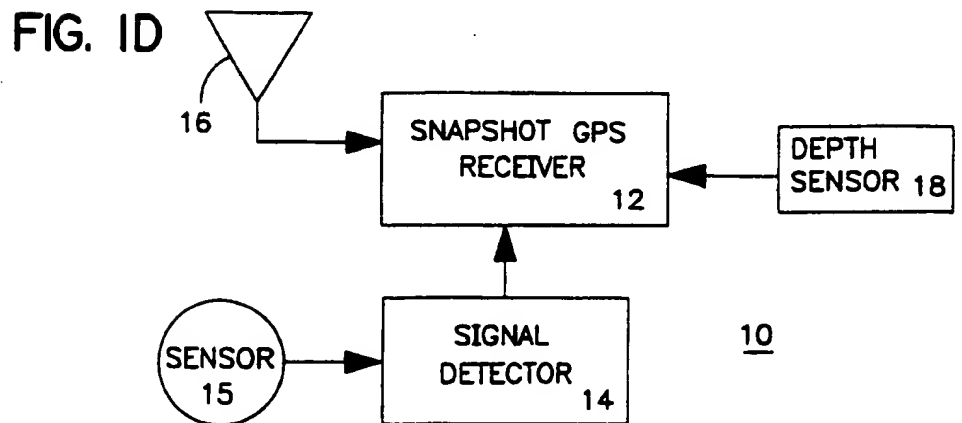 FIG. 1D
16
SNAPSHOT GPS
RECEIVER
12
DEPTH
SENSOR 18
SENSOR
15
SIGNAL
DETECTOR
14
10